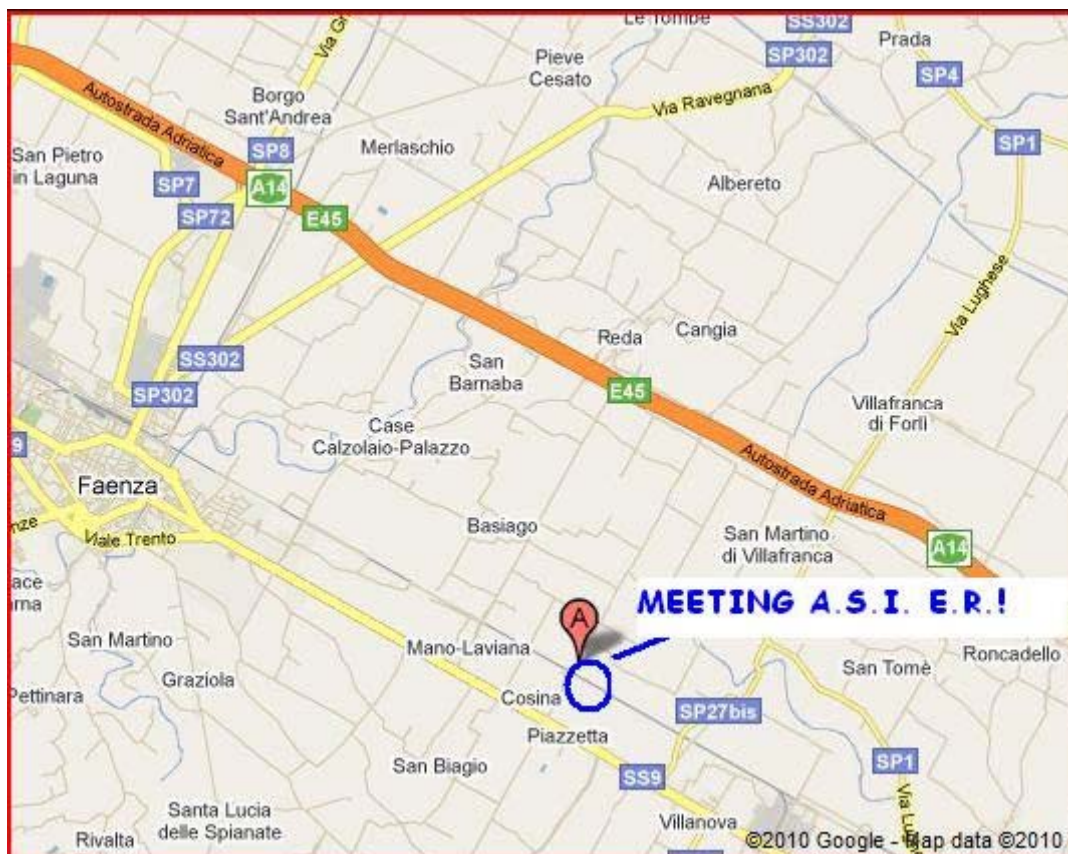 Le Tombe
SS302
SP302
Prada
Pieve
Cesato
SP4
Via Ravegnana
Borgo
Sant'Andrea
Autostrada Adriatica
SP8
Merlaschio
SP1
San Pietro
in Laguna
SP7
A14
Albereto
SP72
E45
Via Lughese
Reda
Cangia
SS302
San
Barnaba
SP302
E45
Villafranca
di Forlì
Case
Calzolaio-Palazzo
9
Faenza
Autostrada Adriatica
Basiago
Viale Trento
San Martino
di Villafranca
A14
MEETING A.S.I. E.R.!
A
San Martino
Mano-Laviana
Roncadello
San Tomè
Graziola
Pettinara
Cosina
SP27bis
Piazzetta
San Biagio
SS9
SP1
Santa Lucia
delle Spianate
Villanova
Rivalta
©2010 Google - Map data ©2010